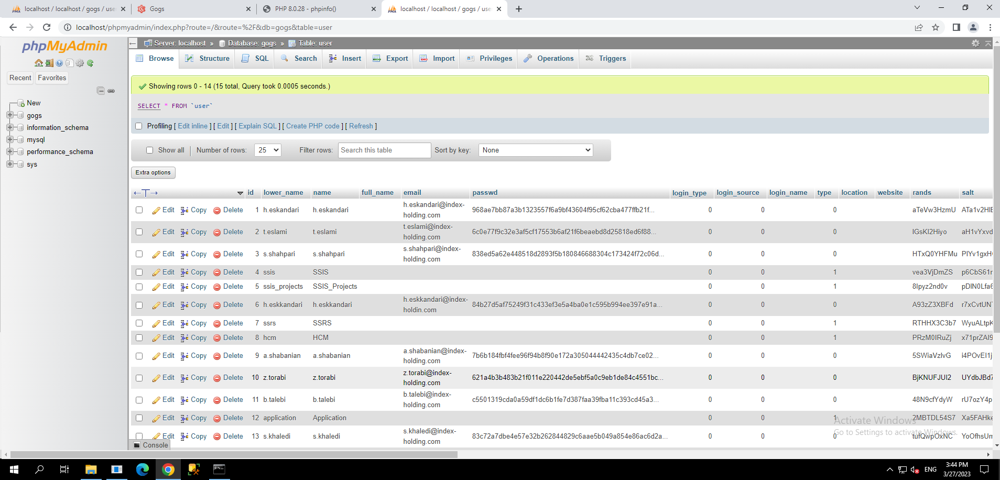 localhost / localhost / gogs / use
Gogs
PHP 8.0.28 - phpinfo()
localhost / localhost / gogs / use
localhost/phpmyadmin/index.php?route=/&route=%2F&db=gogs&table=user
phpMyAdmin
Recent Favorites
New
gogs
information_schema
mysql
performance_schema
sys
Server: localhost » Database: gogs » Table: user
Browse Structure SQL Search Insert Export Import Privileges Operations Triggers
Showing rows 0 - 14 (15 total, Query took 0.0005 seconds.)
SELECT * FROM `user`
Profiling [ Edit inline ] [ Edit ] [ Explain SQL ] [ Create PHP code ] [ Refresh ]
Show all Number of rows: 25 Filter rows: Search this table Sort by key: None
Extra options
id lower_name name full_name email passwd login_type login_source login_name type location website rands salt
Edit Copy Delete 1 h.eskandari h.eskandari h.eskandari@index-holding.com 968ae7bb87a3b1323557f6a9bf43604f95cf62cba477ffb21f... 0 0 0 aTeVw3HzmU
Edit Copy Delete 2 t.eslami t.eslami t.eslami@index-holding.com 6c0e77f9c32e3af5cf17553b6af21f6beaebd8d25818ed6f88... 0 0 0 aH1vYxvd
Edit Copy Delete 3 s.shahpari s.shahpari s.shahpari@index-holding.com 838ed5a62e448518d2893f5b180846688304c173424f72c06d... 0 0 0 HTxQ0YHFMu
Edit Copy Delete 4 ssis SSIS 0 0 1 vea3VjDmZS
Edit Copy Delete 5 ssis_projects SSIS_Projects 0 0 1
Edit Copy Delete 6 h.eskkandari h.eskkandari h.eskkandari@index-holdin.com 84b27d5af75249f31c433ef3e5a4ba0e1c595b994ee397e91a... 0 0 0 A93zZ3XBFd
Edit Copy Delete 7 ssrs SSRS 0 0 1 RTHHX3C3b7
Edit Copy Delete 8 hcm HCM 0 0 1
Edit Copy Delete 9 a.shabanian a.shabanian a.shabanian@index-holding.com 7b6b184fbf4fee96f94b8f90e172a305044442435c4db7ce02... 0 0 0
Edit Copy Delete 10 z.torabi z.torabi z.torabi@index-holding.com 621a4b3b483b21f011e220442de5ebf5a0c9eb1de84c4551bc... 0 0 0 UYdbJBd7
Edit Copy Delete 11 b.talebi b.talebi b.talebi@index-holding.com c5501319cda0a59df1dc6b1fe7d387faa39fba11c393cd45a3... 0 0 0 48N9cfYdyW rU7ozY4p
Edit Copy Delete 12 application Application 0 0 1 2MBTDL54S7 Xa5FAHke
Edit Copy Delete 13 s.khaledi s.khaledi s.khaledi@index-holding.com 83c72a7dbe4e57e32b262844829c6aae5b049a854e86ac6d2a... 0 0 0 tufQwpOxNC
Activate Windows
Go to Settings to activate Windows.
Console
ENG
3:44 PM
3/27/2023